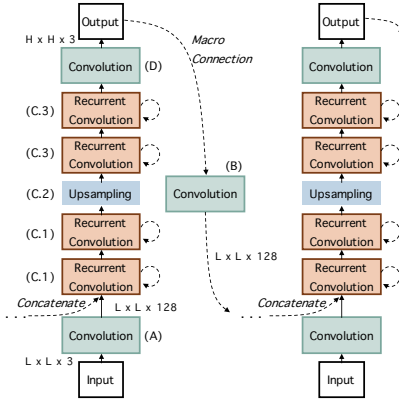 Output
H x H x 3
Convolution
(D)
(C.3)
Recurrent
Convolution
(C.3)
Recurrent
Convolution
(C.2)
Upsampling
(C.1)
Recurrent
Convolution
(C.1)
Recurrent
Convolution
Concatenate
. . .
L x L x 128
Convolution
(A)
L x L x 3
Input
Macro
Connection
(B)
Convolution
L x L x 128
Output
Convolution
Recurrent
Convolution
Recurrent
Convolution
Upsampling
Recurrent
Convolution
Recurrent
Convolution
Concatenate
. . .
Convolution
Input